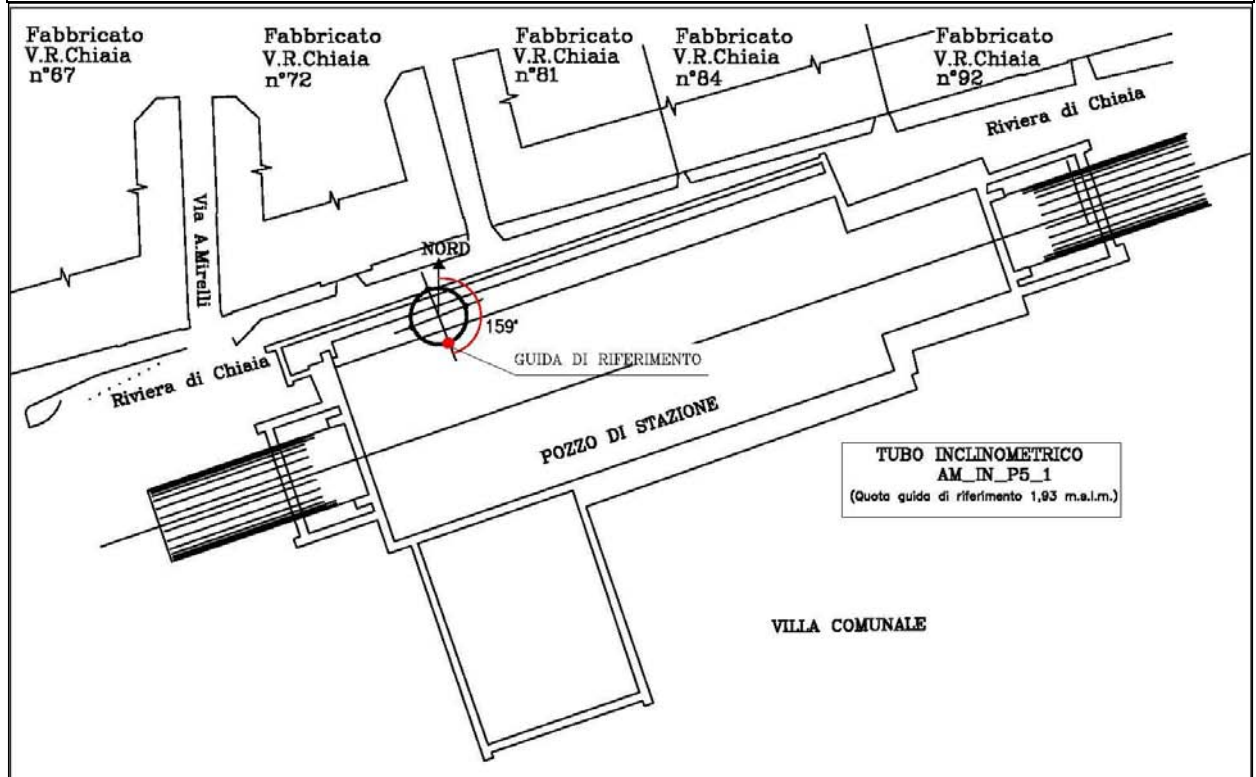 Fabbricato
V.R.Chiaia
n°67
Fabbricato
V.R.Chiaia
n°72
Fabbricato
V.R.Chiaia
n°81
Fabbricato
V.R.Chiaia
n°84
Fabbricato
V.R.Chiaia
n°92
Riviera di Chiaia
Via A.Mirelli
NORD
159°
GUIDA DI RIFERIMENTO
Riviera di Chiaia
POZZO DI STAZIONE
TUBO INCLINOMETRICO
AM_IN_P5_1
(Quota guida di riferimento 1,93 m.s.l.m.)
VILLA COMUNALE